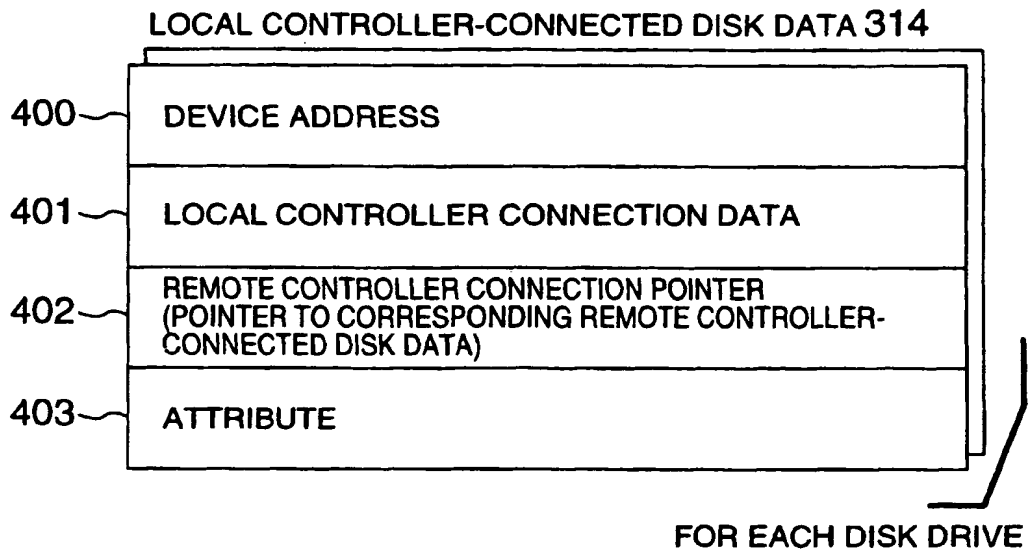 LOCAL CONTROLLER-CONNECTED DISK DATA 314
400 DEVICE ADDRESS
401 LOCAL CONTROLLER CONNECTION DATA
REMOTE CONTROLLER CONNECTION POINTER
402 (POINTER TO CORRESPONDING REMOTE CONTROLLER-
CONNECTED DISK DATA)
403 ATTRIBUTE
FOR EACH DISK DRIVE